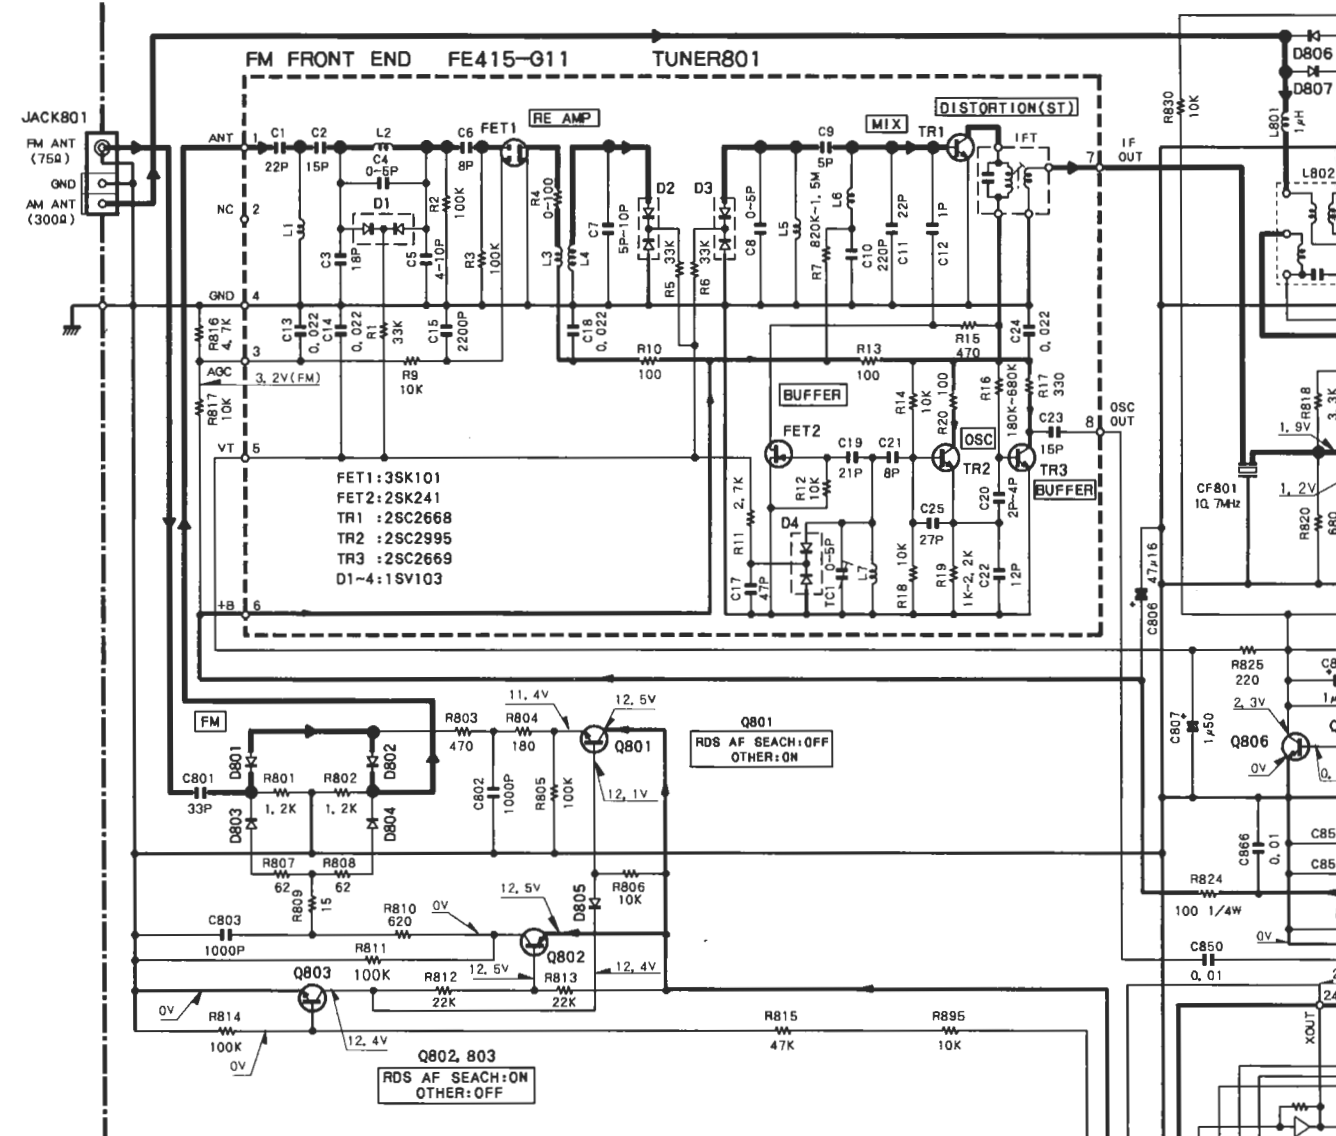 FM FRONT END FE415-G11 TUNER801
JACK801
FM ANT
(75Ω)
GND
AM ANT
(300Ω)
ANT 1
NC 2
GND 4
3
AGC
3.2V(FM)
VT 5
+B 6
C1
22P
C2
15P
L2
C4
0~5P
C6
8P
FET1
RE AMP
D1
L1
C3
18P
C5
4~10P
R2
100K
R3
100K
R4
0~100
L3
L4
C7
5P~10P
D2
D3
R5
33K
R6
33K
C8
0~5P
L5
C9
5P
MIX
TR1
DISTORTION(ST)
IFT
7
IF
OUT
R7
820K~1.5M
L6
C10
220P
C11
22P
C12
1P
R816
4.7K
R817
10K
C13
0.022
C14
0.022
R1
33K
C15
2200P
R9
10K
C18
0.022
R10
100
R13
100
R15
470
C24
0.022
BUFFER
FET2
C19
21P
C21
8P
R14
10K
R20
100
OSC
TR2
R16
180K~680K
R17
330
C23
15P
8
OSC
OUT
TR3
BUFFER
R12
10K
R11
2.7K
D4
C17
47P
TC1
0~5P
L7
C25
27P
R18
10K
R19
1K~2.2K
C20
2P~4P
C22
12P
FET1:3SK101
FET2:2SK241
TR1 :2SC2668
TR2 :2SC2995
TR3 :2SC2669
D1~4:1SV103
R830
10K
D806
D807
L801
1μH
L802
CF801
10.7MHz
1.9V
1.2V
R818
3.3K
R820
680
C806
47μ16
R825
220
C807
1μ50
2.3V
Q806
0V
C866
0.01
R824
100 1/4W
0V
C850
0.01
XOUT
24
FM
D801
D802
C801
33P
R801
1.2K
R802
1.2K
D803
D804
R807
62
R808
62
R809
15
R803
470
R804
180
11.4V
12.5V
Q801
12.1V
C802
1000P
R805
100K
Q801
RDS AF SEACH:OFF
OTHER:ON
R806
10K
D805
C803
1000P
R810
620
0V
12.5V
Q802
R811
100K
12.5V
12.4V
Q803
R812
22K
R813
22K
0V
R814
100K
0V
12.4V
R815
47K
R895
10K
Q802,803
RDS AF SEACH:ON
OTHER:OFF